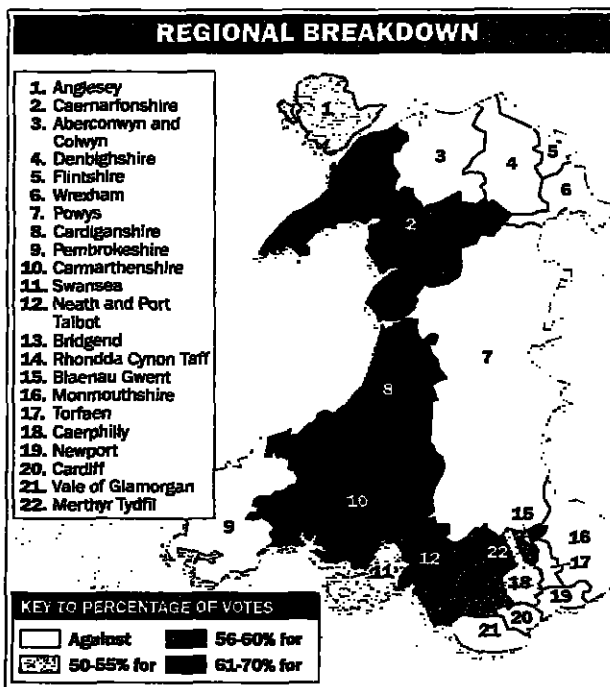 REGIONAL BREAKDOWN
1. Anglesey
2. Caernarfonshire
3. Aberconwyn and
Colwyn
4. Denbighshire
5. Flintshire
6. Wrexham
7. Powys
8. Cardiganshire
9. Pembrokeshire
10. Carmarthenshire
11. Swansea
12. Neath and Port
Talbot
13. Bridgend
14. Rhondda Cynon Taff
15. Blaenau Gwent
16. Monmouthshire
17. Torfaen
18. Caerphilly
19. Newport
20. Cardiff
21. Vale of Glamorgan
22. Merthyr Tydfil
1
3
4
5
6
2
7
8
10
9
11
12
22
15
16
17
18
19
20
21
KEY TO PERCENTAGE OF VOTES
Against
56-60% for
50-55% for
61-70% for